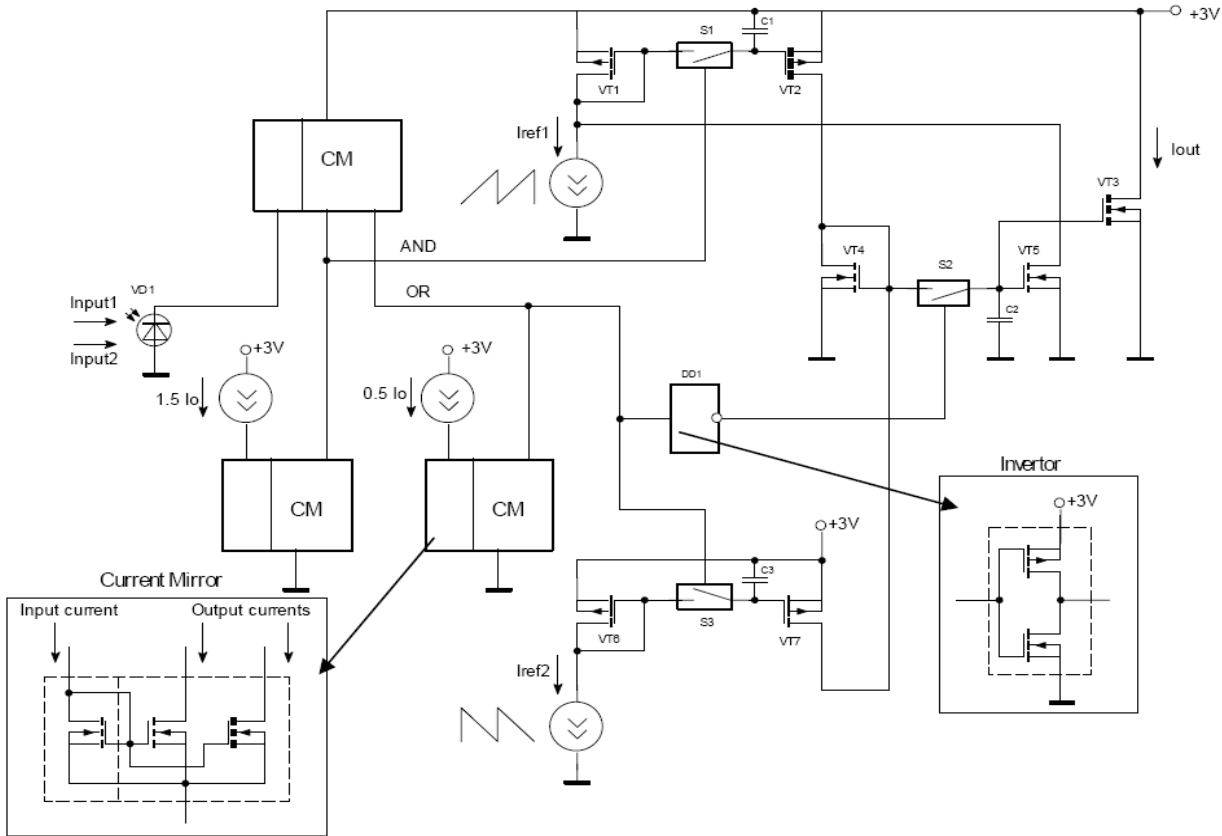 +3V
C1
S1
VT1
VT2
CM
Iref1
Iout
VT3
AND
VT4
VT5
S2
OR
C2
VD1
Input1
Input2
+3V
+3V
DD1
1.5 Io
0.5 Io
Invertor
+3V
CM
CM
+3V
C3
Current Mirror
S3
Input current
Output currents
VT6
VT7
Iref2